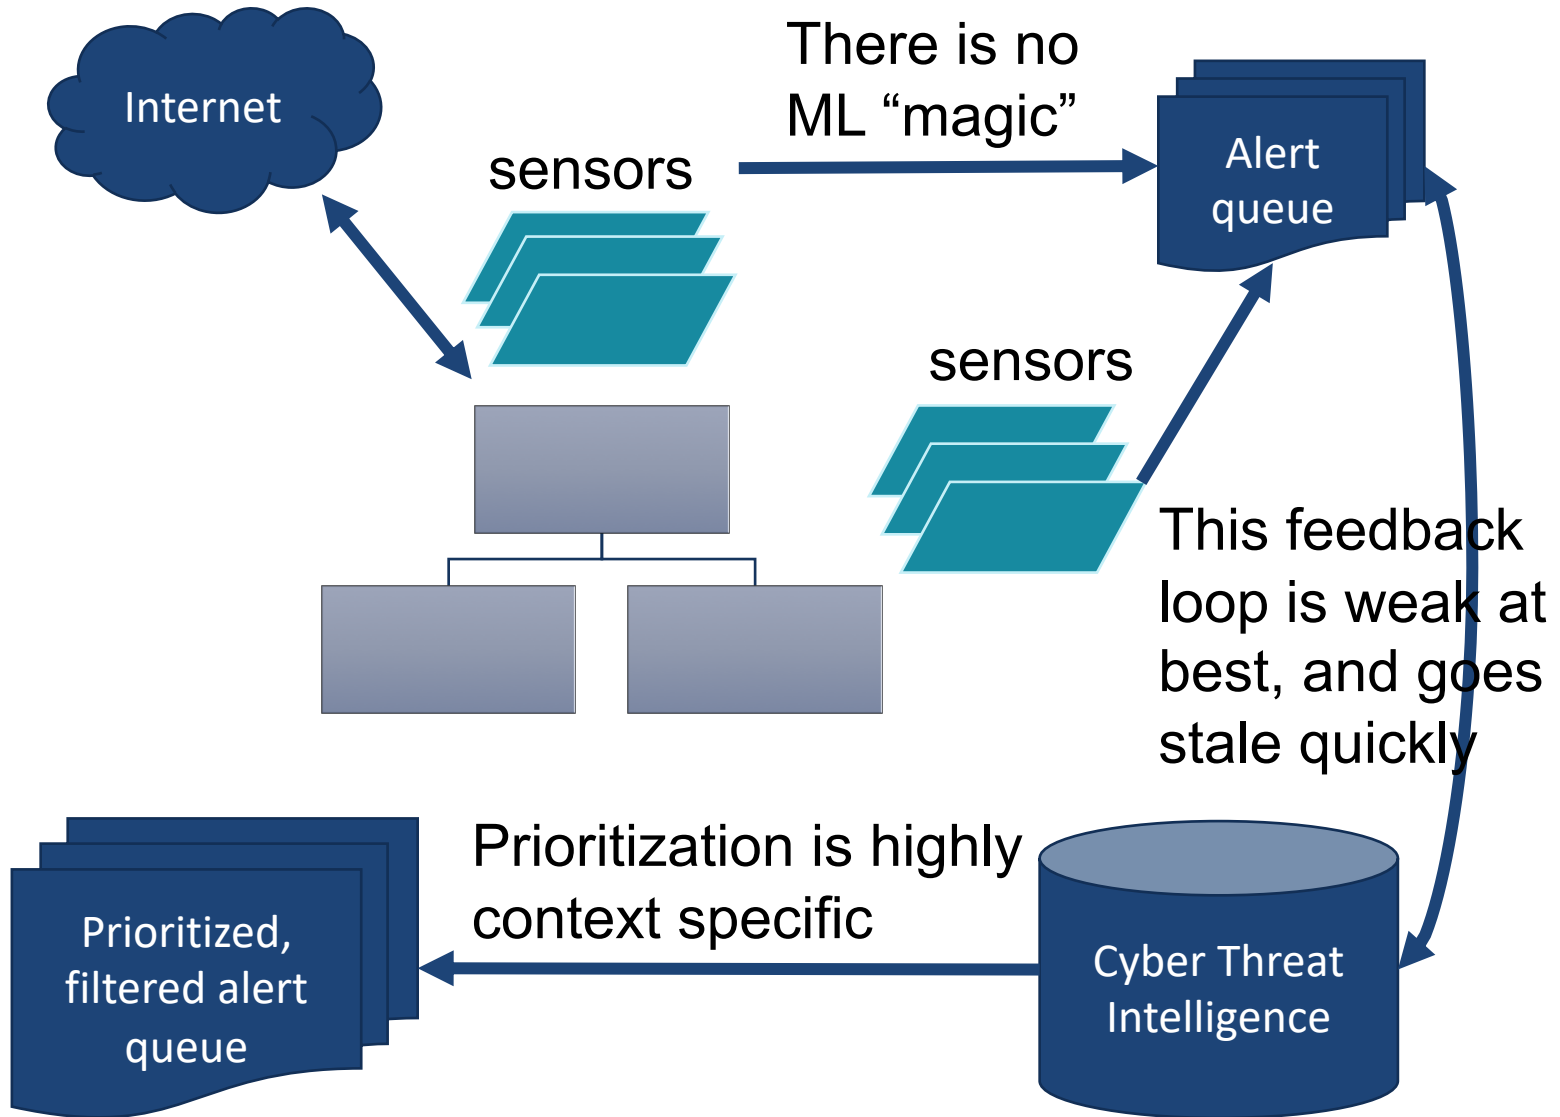 Internet
There is no
ML “magic”
sensors
Alert
queue
sensors
This feedback
loop is weak at
best, and goes
stale quickly
Prioritization is highly
context specific
Prioritized,
filtered alert
queue
Cyber Threat
Intelligence